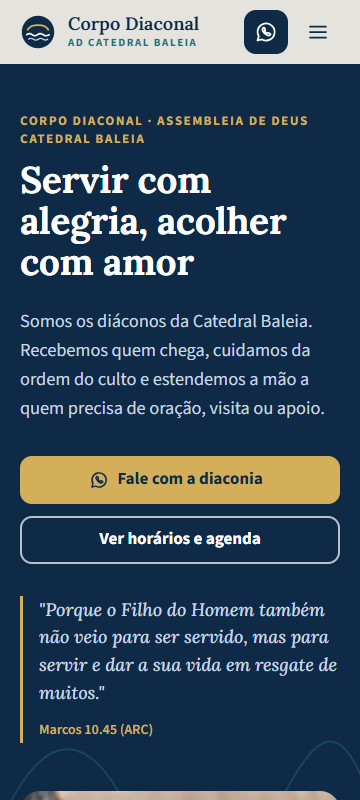 Corpo Diaconal
AD CATEDRAL BALEIA
CORPO DIACONAL · ASSEMBLEIA DE DEUS
CATEDRAL BALEIA
Servir com
alegria, acolher
com amor
Somos os diáconos da Catedral Baleia.
Recebemos quem chega, cuidamos da
ordem do culto e estendemos a mão a
quem precisa de oração, visita ou apoio.
Fale com a diaconia
Ver horários e agenda
"Porque o Filho do Homem também
não veio para ser servido, mas para
servir e dar a sua vida em resgate de
muitos."
Marcos 10.45 (ARC)